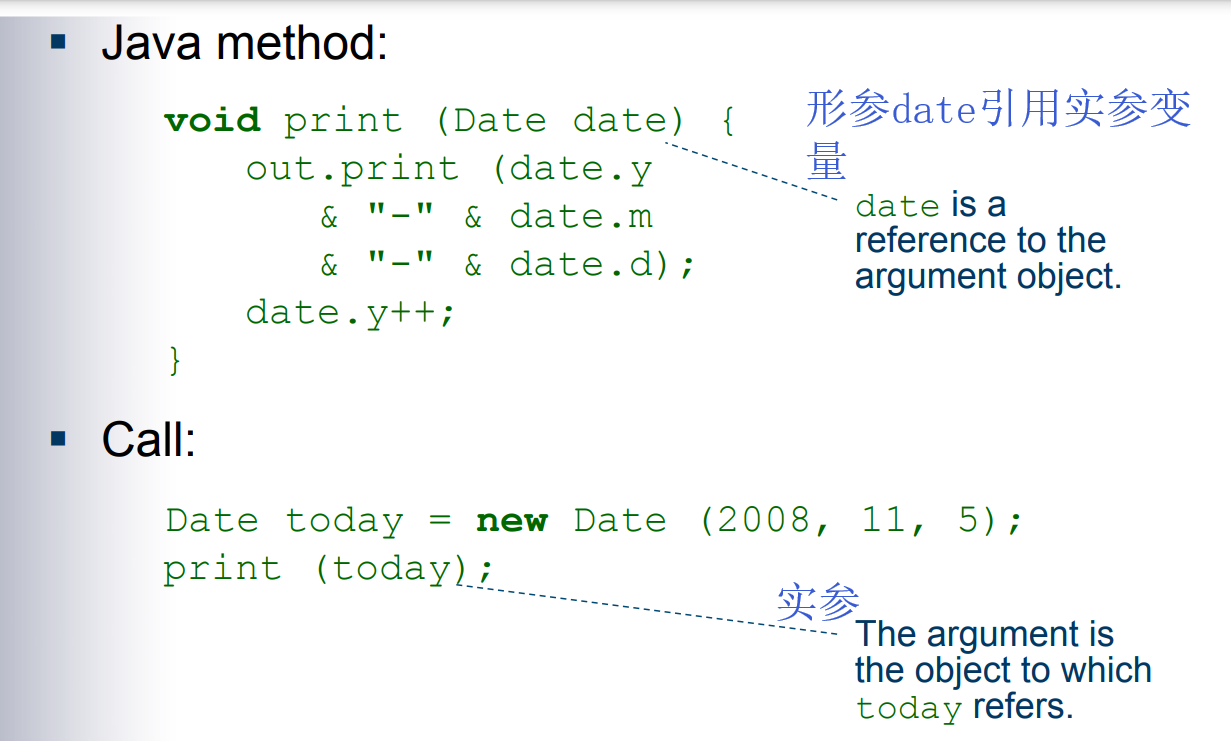 Java method:
void print (Date date) {
形参date引用实参变
量
out.print (date.y
& "-" & date.m
& "-" & date.d);
date.y++;
}
date is a
reference to the
argument object.
Call:
Date today = new Date (2008, 11, 5);
print (today);
实参
The argument is
the object to which
today refers.